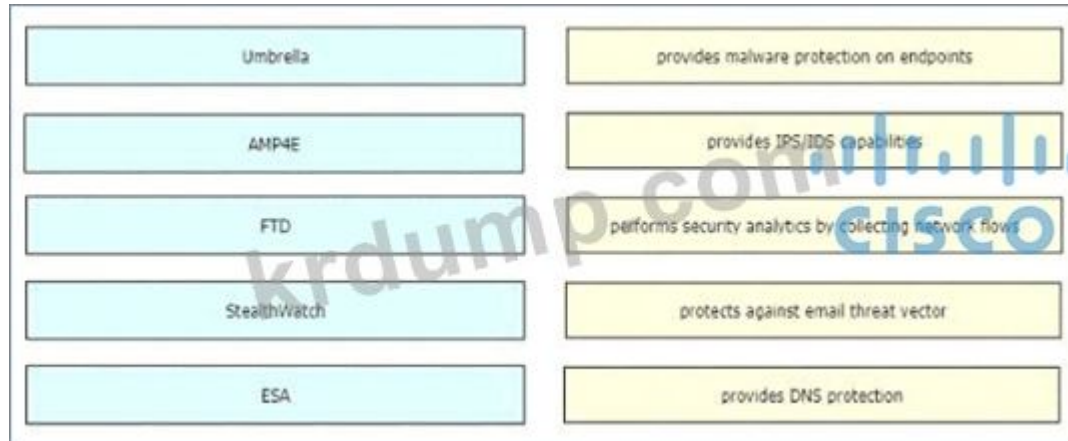 Umbrella
AMP4E
FTD
StealthWatch
ESA
provides malware protection on endpoints
provides IPS/IDS capabilities
performs security analytics by collecting network flows
protects against email threat vector
provides DNS protection
krdump.com
CISCO